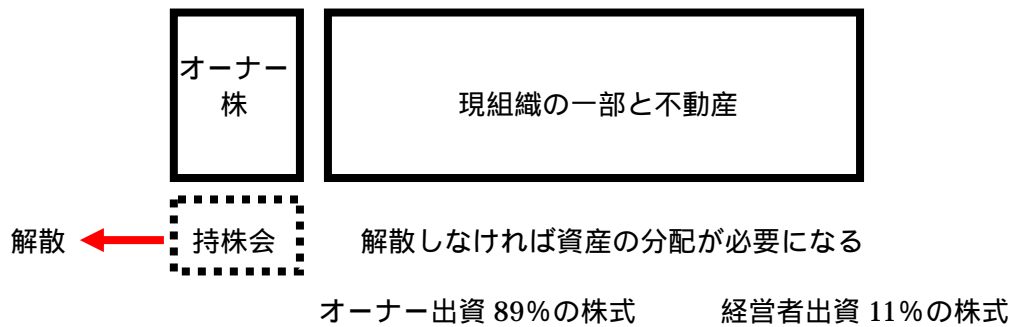 オーナー
株
現組織の一部と不動産
解散
持株会
解散しなければ資産の分配が必要になる
オーナー出資 89%の株式
経営者出資 11%の株式